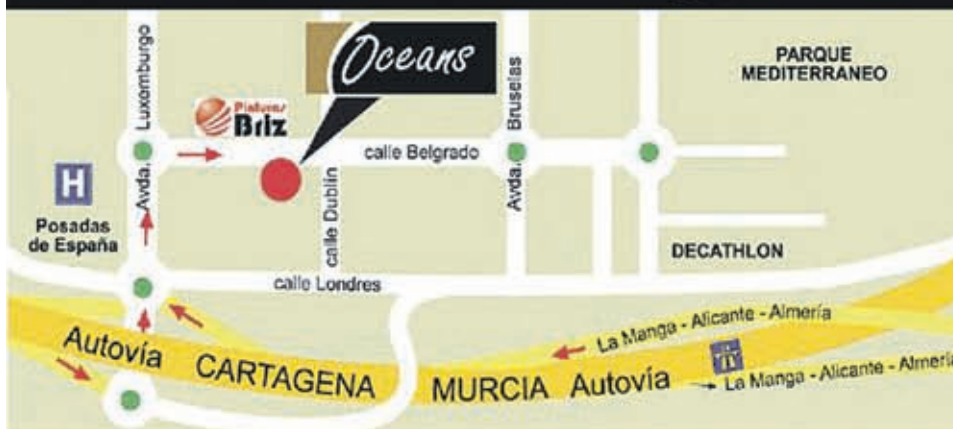 Oceans
PARQUE
MEDITERRANEO
Avda. Luxomburgo
Pinturas
Briz
Avda. Bruselas
calle Belgrado
H
Posadas
de España
calle Dublín
DECATHLON
calle Londres
La Manga - Alicante - Almería
Autovía CARTAGENA MURCIA Autovía
La Manga - Alicante - Almería